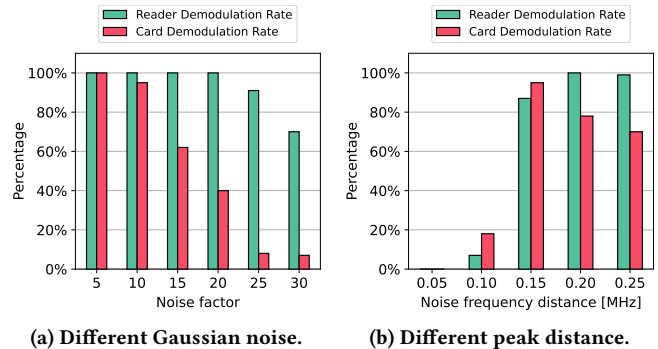 Reader Demodulation Rate
Card Demodulation Rate
100%
80%
60%
40%
20%
0%
Percentage
5 10 15 20 25 30
Noise factor
(a) Different Gaussian noise.
Reader Demodulation Rate
Card Demodulation Rate
100%
80%
60%
40%
20%
0%
Percentage
0.05 0.10 0.15 0.20 0.25
Noise frequency distance [MHz]
(b) Different peak distance.